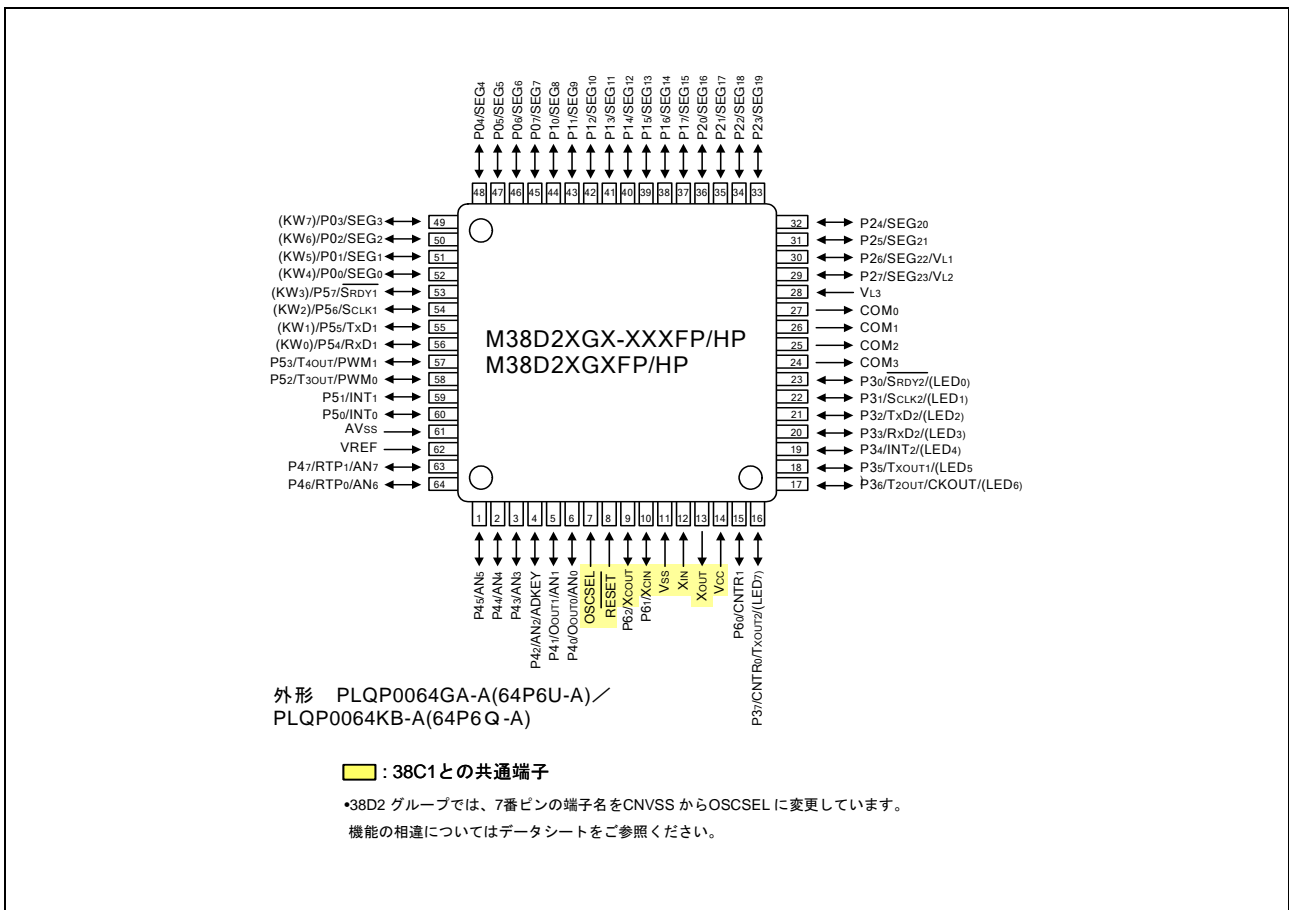 P04/SEG4
P05/SEG5
P06/SEG6
P07/SEG7
P10/SEG8
P11/SEG9
P12/SEG10
P13/SEG11
P14/SEG12
P15/SEG13
P16/SEG14
P17/SEG15
P20/SEG16
P21/SEG17
P22/SEG18
P23/SEG19
48 47 46 45 44 43 42 41 40 39 38 37 36 35 34 33
(KW7)/P03/SEG3 49
(KW6)/P02/SEG2 50
(KW5)/P01/SEG1 51
(KW4)/P00/SEG0 52
(KW3)/P57/SRDY1 53
(KW2)/P56/SCLK1 54
(KW1)/P55/TxD1 55
(KW0)/P54/RxD1 56
P53/T4OUT/PWM1 57
P52/T3OUT/PWM0 58
P51/INT1 59
P50/INT0 60
AVSS 61
VREF 62
P47/RTP1/AN7 63
P46/RTP0/AN6 64
M38D2XGX-XXXFP/HP
M38D2XGXFP/HP
32 P24/SEG20
31 P25/SEG21
30 P26/SEG22/VL1
29 P27/SEG23/VL2
28 VL3
27 COM0
26 COM1
25 COM2
24 COM3
23 P30/SRDY2/(LED0)
22 P31/SCLK2/(LED1)
21 P32/TxD2/(LED2)
20 P33/RxD2/(LED3)
19 P34/INT2/(LED4)
18 P35/TXOUT1/(LED5
)
17 P36/T2OUT/CKOUT/(LED6)
1 2 3 4 5 6 7 8 9 10 11 12 13 14 15 16
P45/AN5
P44/AN4
P43/AN3
P42/AN2/ADKEY
P41/OOUT1/AN1
P40/OOUT0/AN0
OSCSEL
RESET
P62/XCOUT
P61/XCIN
VSS
XIN
XOUT
VCC
P60/CNTR1
P37/CNTR0/TXOUT2/(LED7)
外形 PLQP0064GA-A(64P6U-A)／
PLQP0064KB-A(64P6Q-A)
: 38C1との共通端子
•38D2 グループでは、7番ピンの端子名をCNVSS からOSCSEL に変更しています。
機能の相違についてはデータシートをご参照ください。